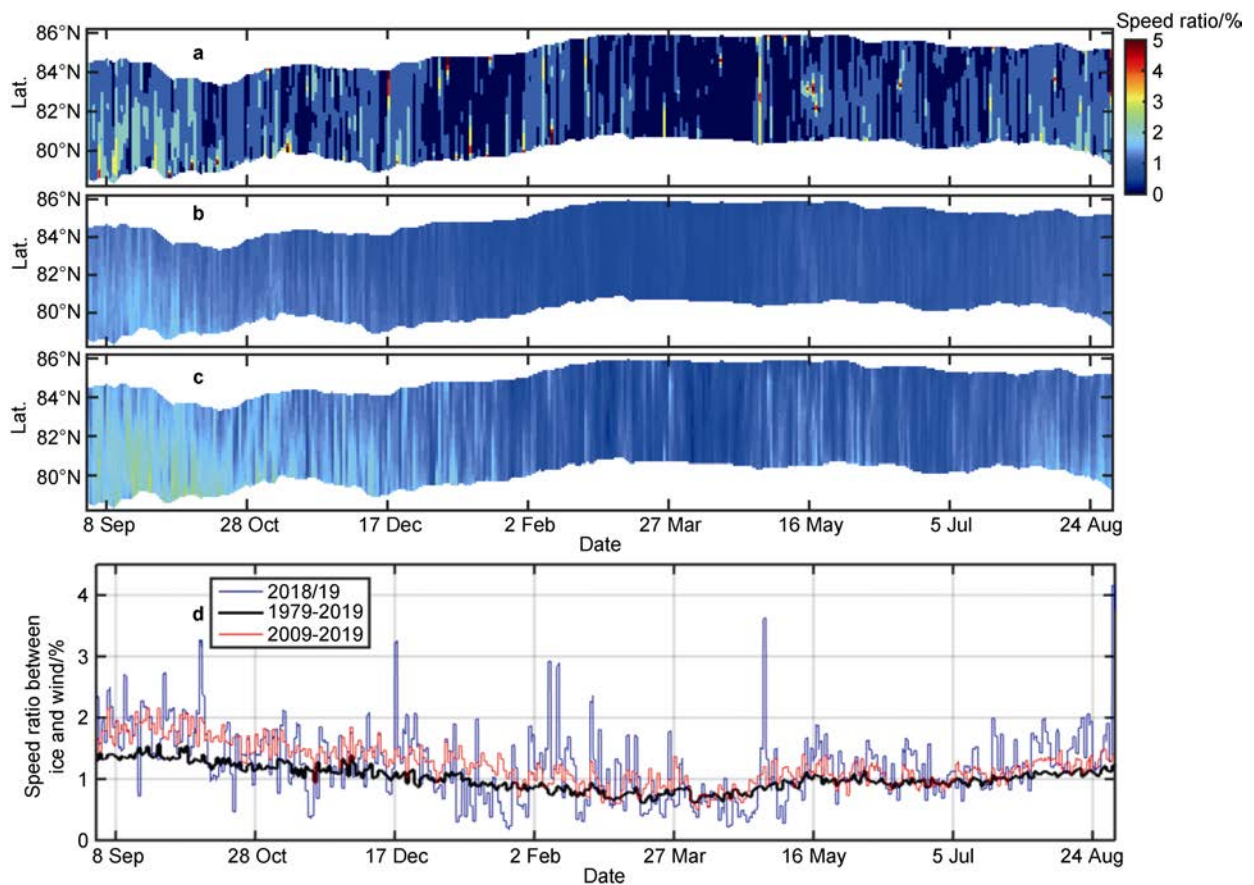 Speed ratio/%
86°N
84°N
82°N
80°N
Lat.
a
5
4
3
2
1
0
86°N
84°N
82°N
80°N
Lat.
b
86°N
84°N
82°N
80°N
Lat.
c
8 Sep 28 Oct 17 Dec 2 Feb 27 Mar 16 May 5 Jul 24 Aug
Date
4
3
2
1
0
Speed ratio between
ice and wind/%
d
2018/19
1979-2019
2009-2019
8 Sep 28 Oct 17 Dec 2 Feb 27 Mar 16 May 5 Jul 24 Aug
Date